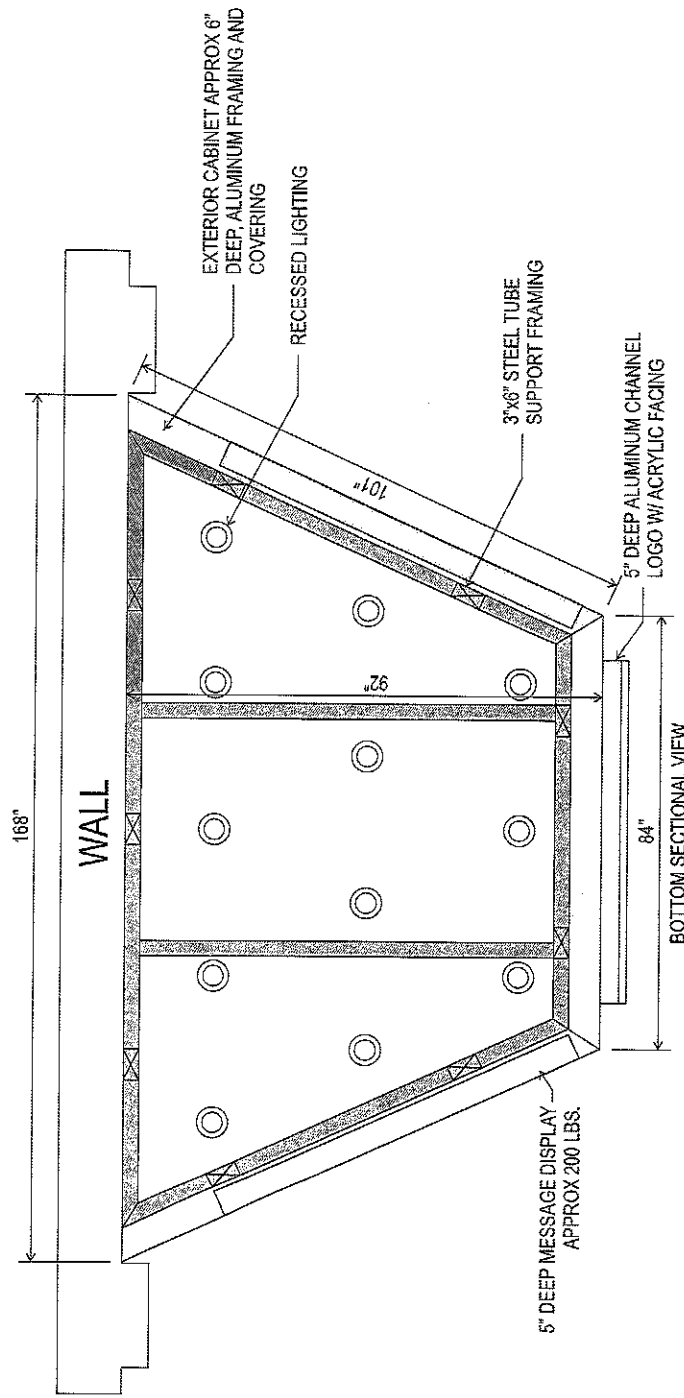 168"
WALL
EXTERIOR CABINET APPROX 6"
DEEP, ALUMINUM FRAMING AND
COVERING
RECESSED LIGHTING
101"
3"x6" STEEL TUBE
SUPPORT FRAMING
92"
5" DEEP ALUMINUM CHANNEL
LOGO W/ ACRYLIC FACING
84"
5" DEEP MESSAGE DISPLAY
APPROX 200 LBS.
BOTTOM SECTIONAL VIEW